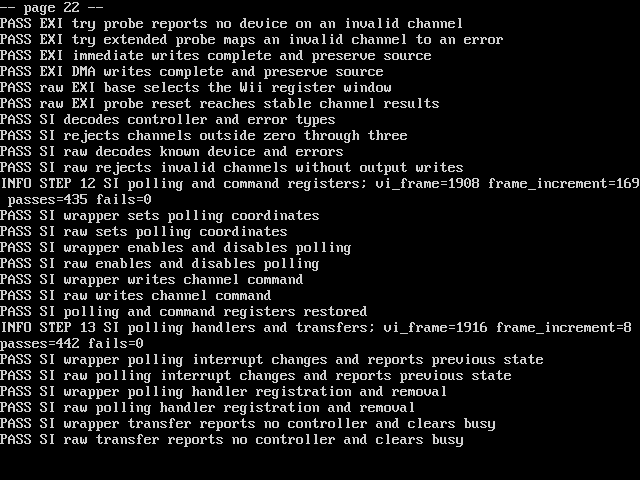 -- page 22 --
PASS EXI try probe reports no device on an invalid channel
PASS EXI try extended probe maps an invalid channel to an error
PASS EXI immediate writes complete and preserve source
PASS EXI DMA writes complete and preserve source
PASS raw EXI base selects the Wii register window
PASS raw EXI probe reset reaches stable channel results
PASS SI decodes controller and error types
PASS SI rejects channels outside zero through three
PASS SI raw decodes known device and errors
PASS SI raw rejects invalid channels without output writes
INFO STEP 12 SI polling and command registers; vi_frame=1908 frame_increment=169
 passes=435 fails=0
PASS SI wrapper sets polling coordinates
PASS SI raw sets polling coordinates
PASS SI wrapper enables and disables polling
PASS SI raw enables and disables polling
PASS SI wrapper writes channel command
PASS SI raw writes channel command
PASS SI polling and command registers restored
INFO STEP 13 SI polling handlers and transfers; vi_frame=1916 frame_increment=8
passes=442 fails=0
PASS SI wrapper polling interrupt changes and reports previous state
PASS SI raw polling interrupt changes and reports previous state
PASS SI wrapper polling handler registration and removal
PASS SI raw polling handler registration and removal
PASS SI wrapper transfer reports no controller and clears busy
PASS SI raw transfer reports no controller and clears busy